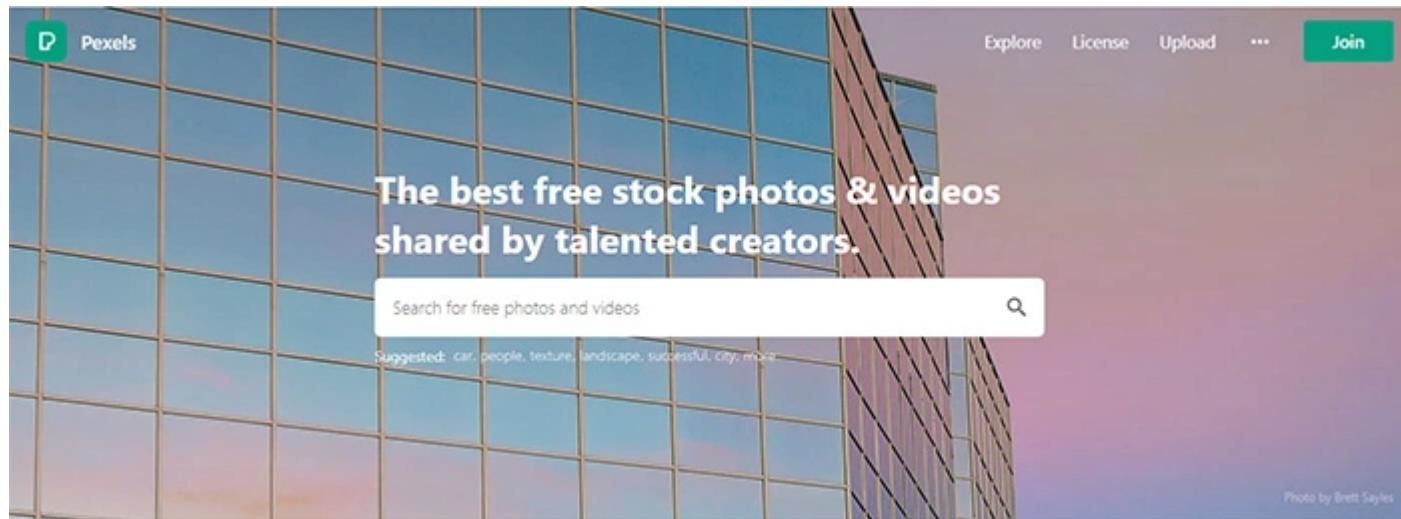 Pexels
Explore License Upload ••• Join
The best free stock photos & videos
shared by talented creators.
Search for free photos and videos
Suggested: car, people, texture, landscape, successful, city, more
Photo by Brett Sayles